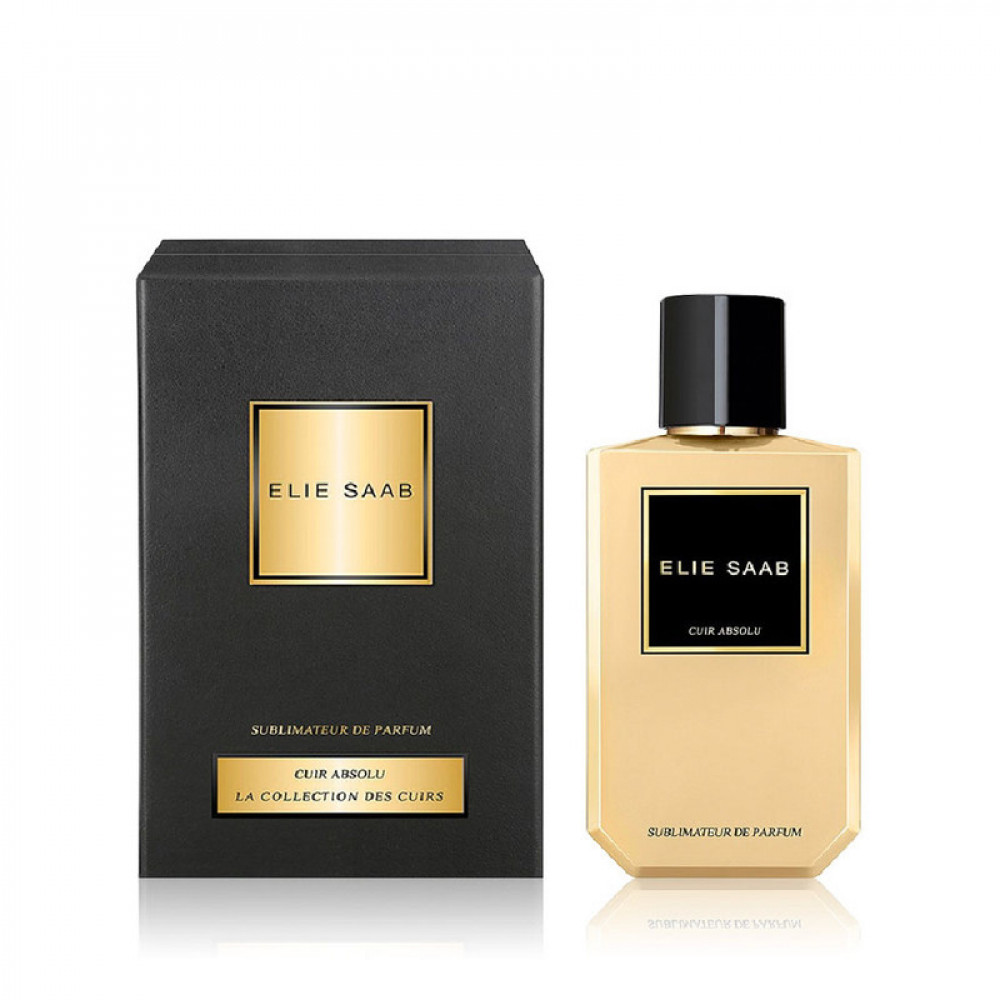 ELIE SAAB
SUBLIMATEUR DE PARFUM
CUIR ABSOLU
LA COLLECTION DES CUIRS
ELIE SAAB
CUIR ABSOLU
SUBLIMATEUR DE PARFUM